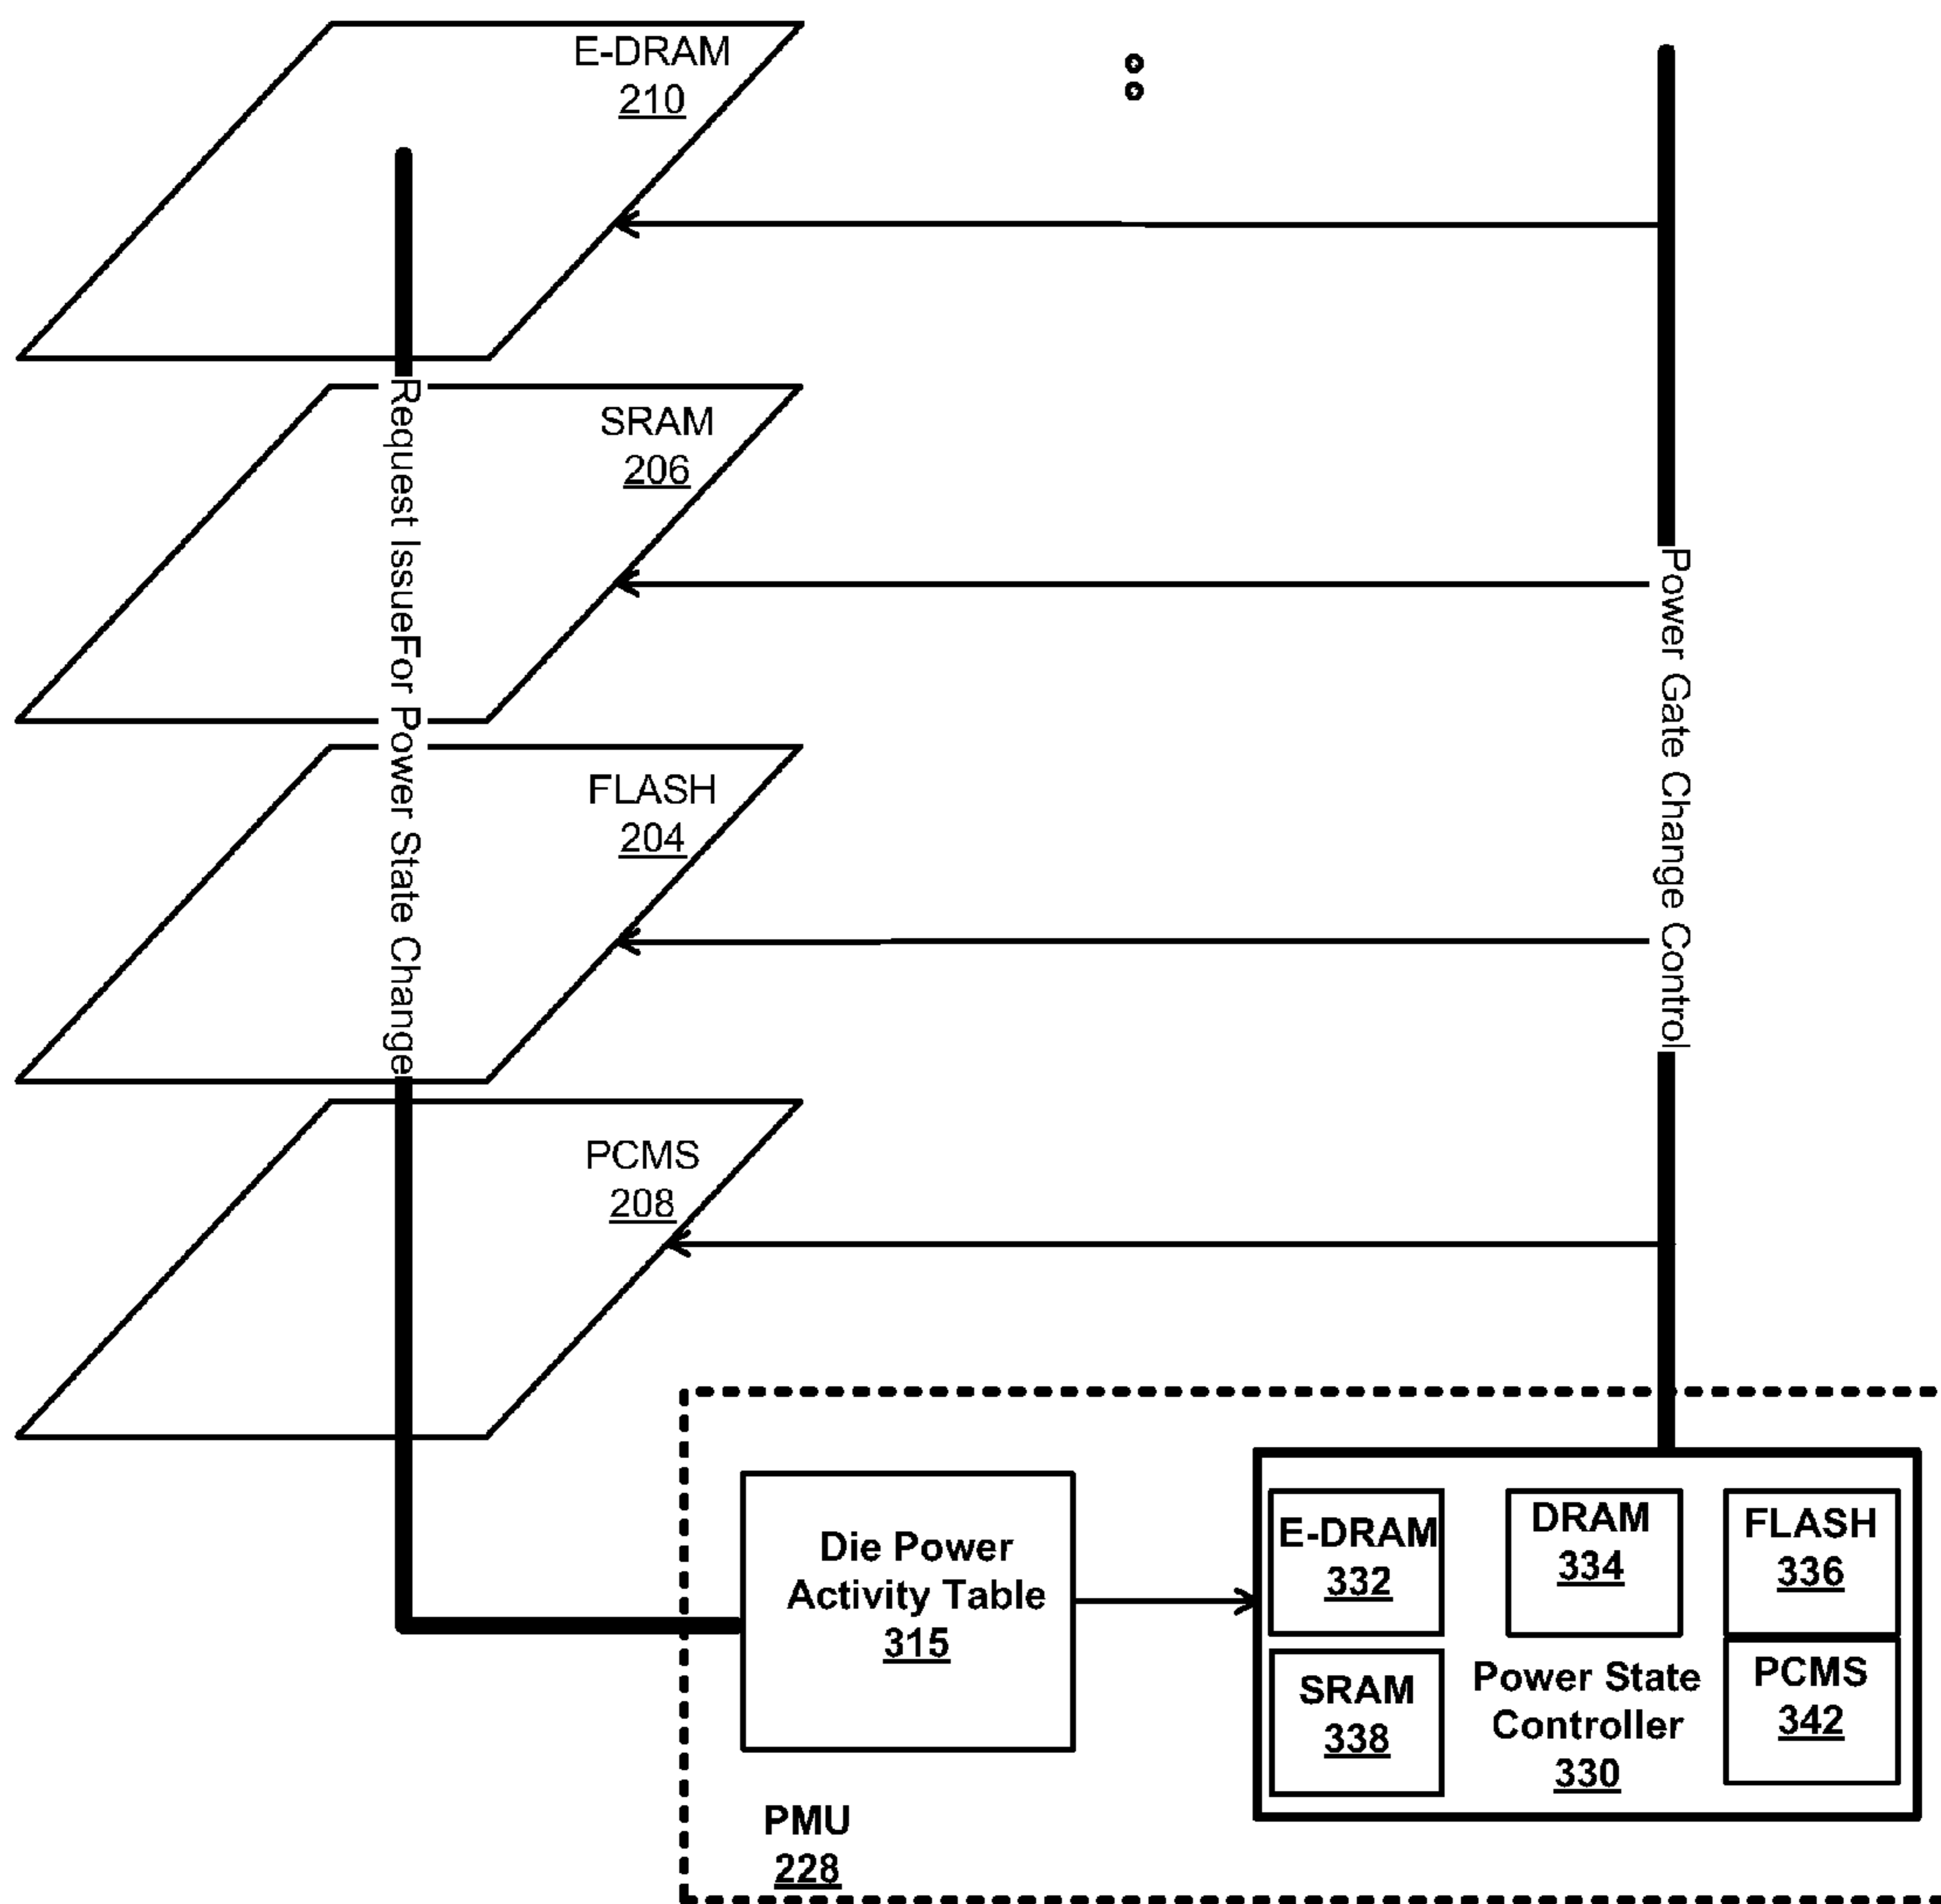 E-DRAM
210
SRAM
206
FLASH
204
PCMS
208
Request IssueFor Power State Change
Power Gate Change Control
Die Power
Activity Table
315
E-DRAM
332
DRAM
334
FLASH
336
SRAM
338
Power State
Controller
330
PCMS
342
PMU
228